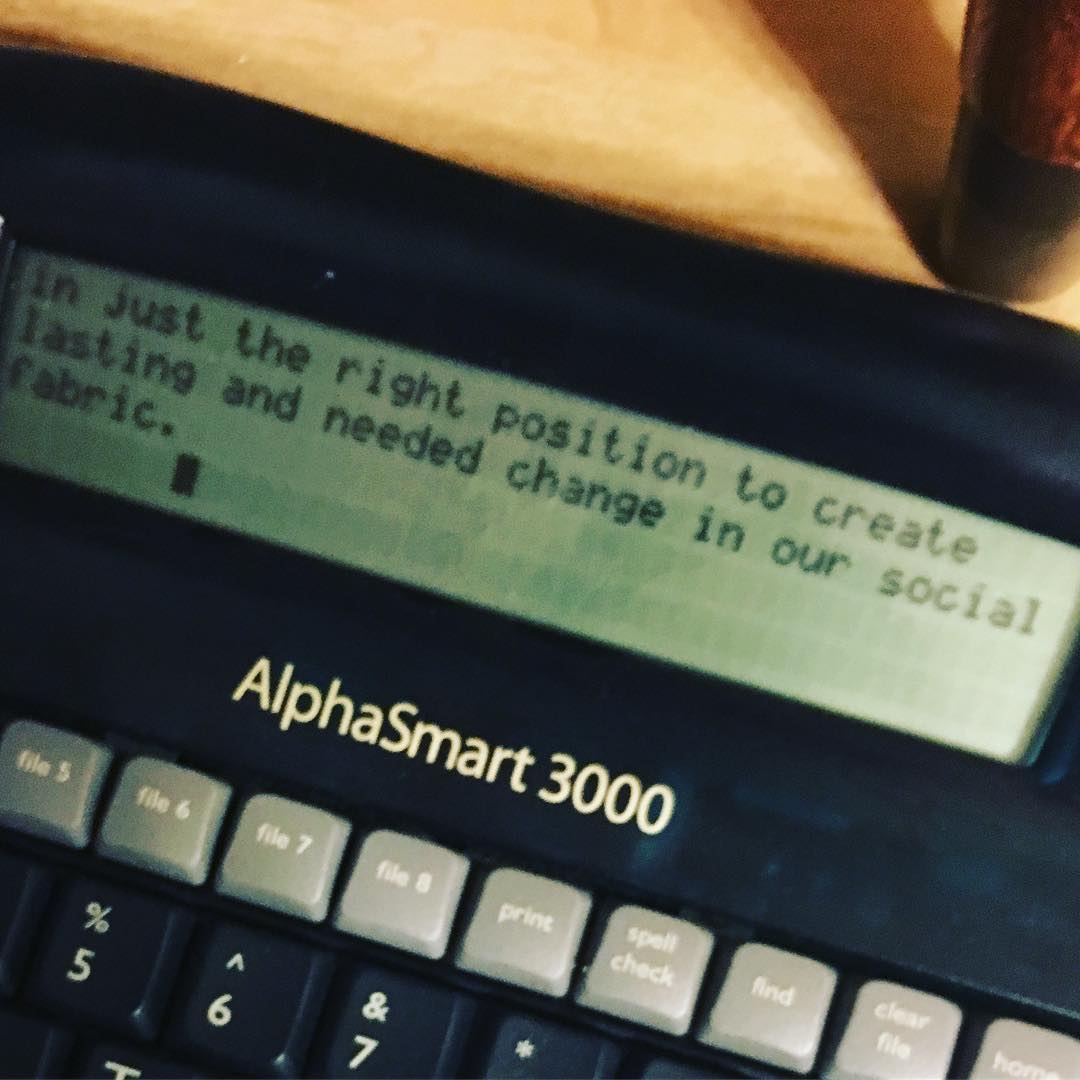 in just the right position to create
lasting and needed change in our social
fabric.
AlphaSmart 3000
file 5
file 6
file 7
file 8
print
spell
check
find
clear
file
home
%
5
^
6
&
7
*
T